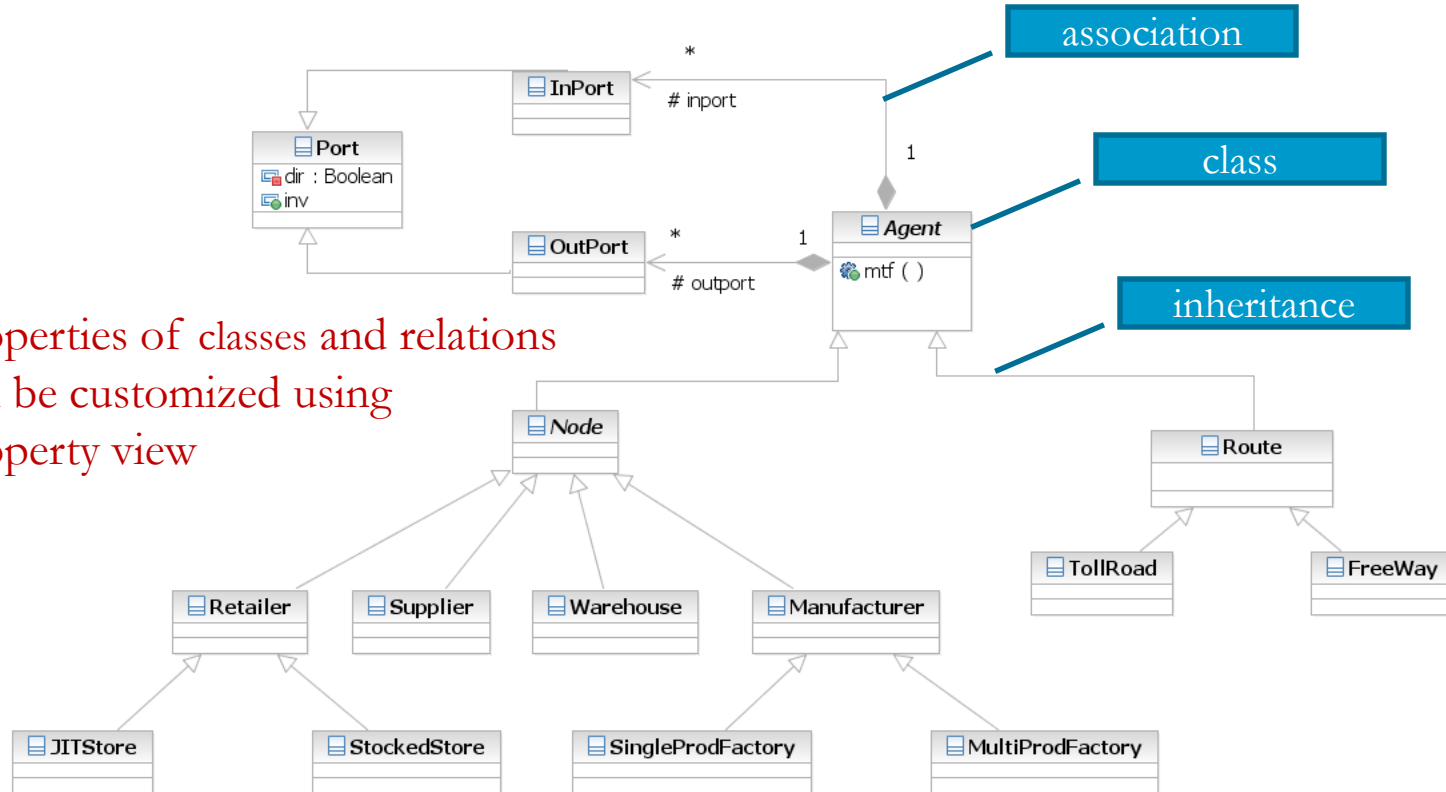 association
*
InPort
# inport
Port
dir : Boolean
inv
1
class
Agent
mtf ( )
OutPort
*
1
# outport
inheritance
operties of classes and relations
be customized using
operty view
Node
Route
TollRoad
FreeWay
Retailer
Supplier
Warehouse
Manufacturer
JITStore
StockedStore
SingleProdFactory
MultiProdFactory